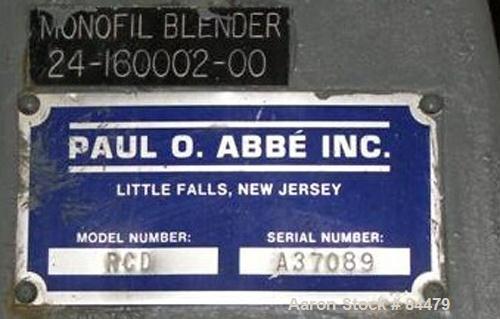 MONOFIL BLENDER
24-160002-00
PAUL O. ABBÉ INC.
LITTLE FALLS, NEW JERSEY
MODEL NUMBER: SERIAL NUMBER:
RCD A37089
Aaron Stock # 84479